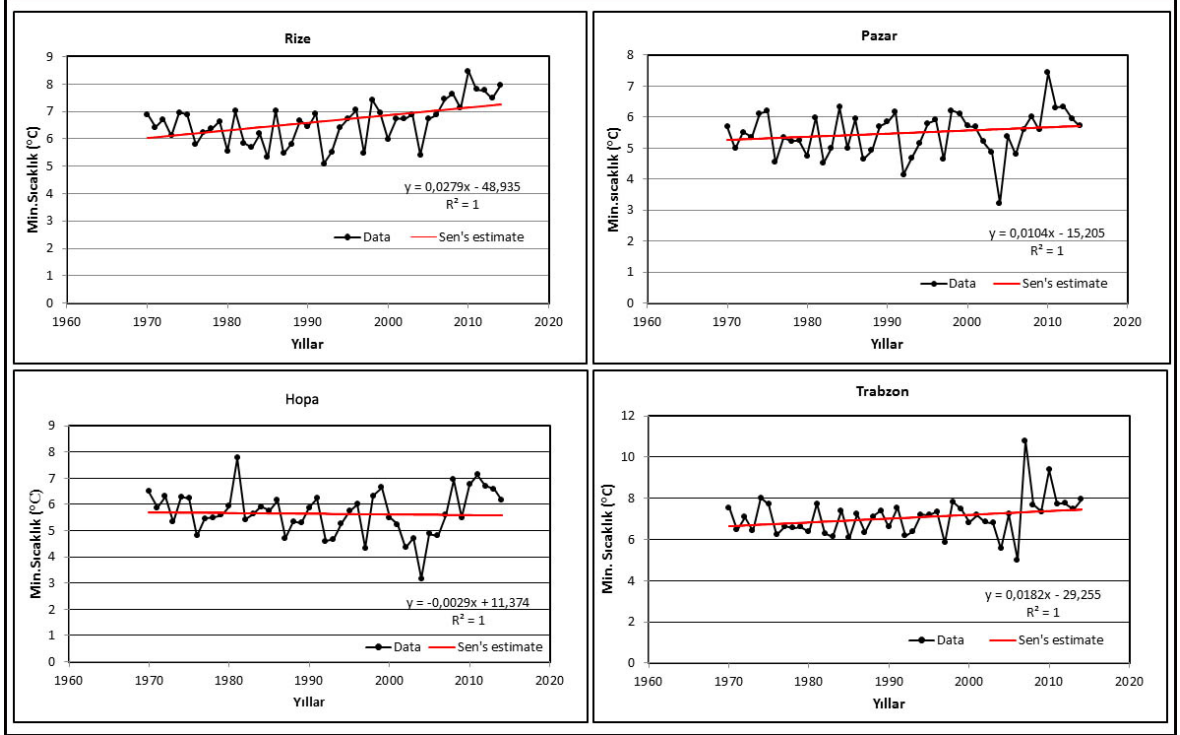 Rize
Min.Sıcaklık (°C)
9
8
7
6
5
4
3
2
1
0
y = 0,0279x - 48,935
R² = 1
Data Sen's estimate
1960 1970 1980 1990 2000 2010 2020
Yıllar
Pazar
Min.sıcaklık (°C)
8
7
6
5
4
3
2
1
0
y = 0,0104x - 15,205
R² = 1
Data Sen's estimate
1960 1970 1980 1990 2000 2010 2020
Yıllar
Hopa
Min.Sıcaklık (°C)
9
8
7
6
5
4
3
2
1
0
y = -0,0029x + 11,374
R² = 1
Data Sen's estimate
1960 1970 1980 1990 2000 2010 2020
Yıllar
Trabzon
Min. Sıcaklık (°C)
12
10
8
6
4
2
0
y = 0,0182x - 29,255
R² = 1
Data Sen's estimate
1960 1970 1980 1990 2000 2010 2020
Yıllar